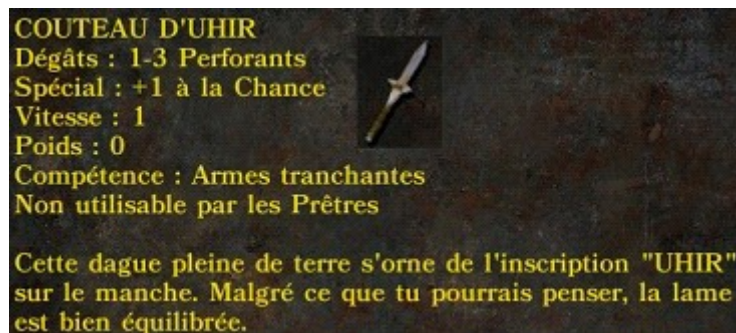 COUTEAU D'UHIR
Dégâts : 1-3 Perforants
Spécial : +1 à la Chance
Vitesse : 1
Poids : 0
Compétence : Armes tranchantes
Non utilisable par les Prêtres
Cette dague pleine de terre s'orne de l'inscription "UHIR"
sur le manche. Malgré ce que tu pourrais penser, la lame
est bien équilibrée.